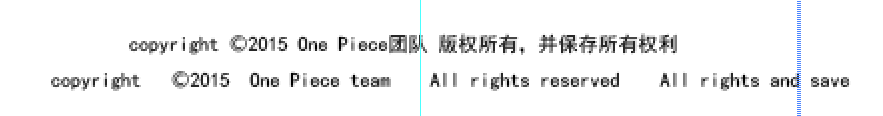 copyright ©2015 One Piece团队 版权所有, 并保存所有权利
copyright ©2015 One Piece team All rights reserved All rights and save